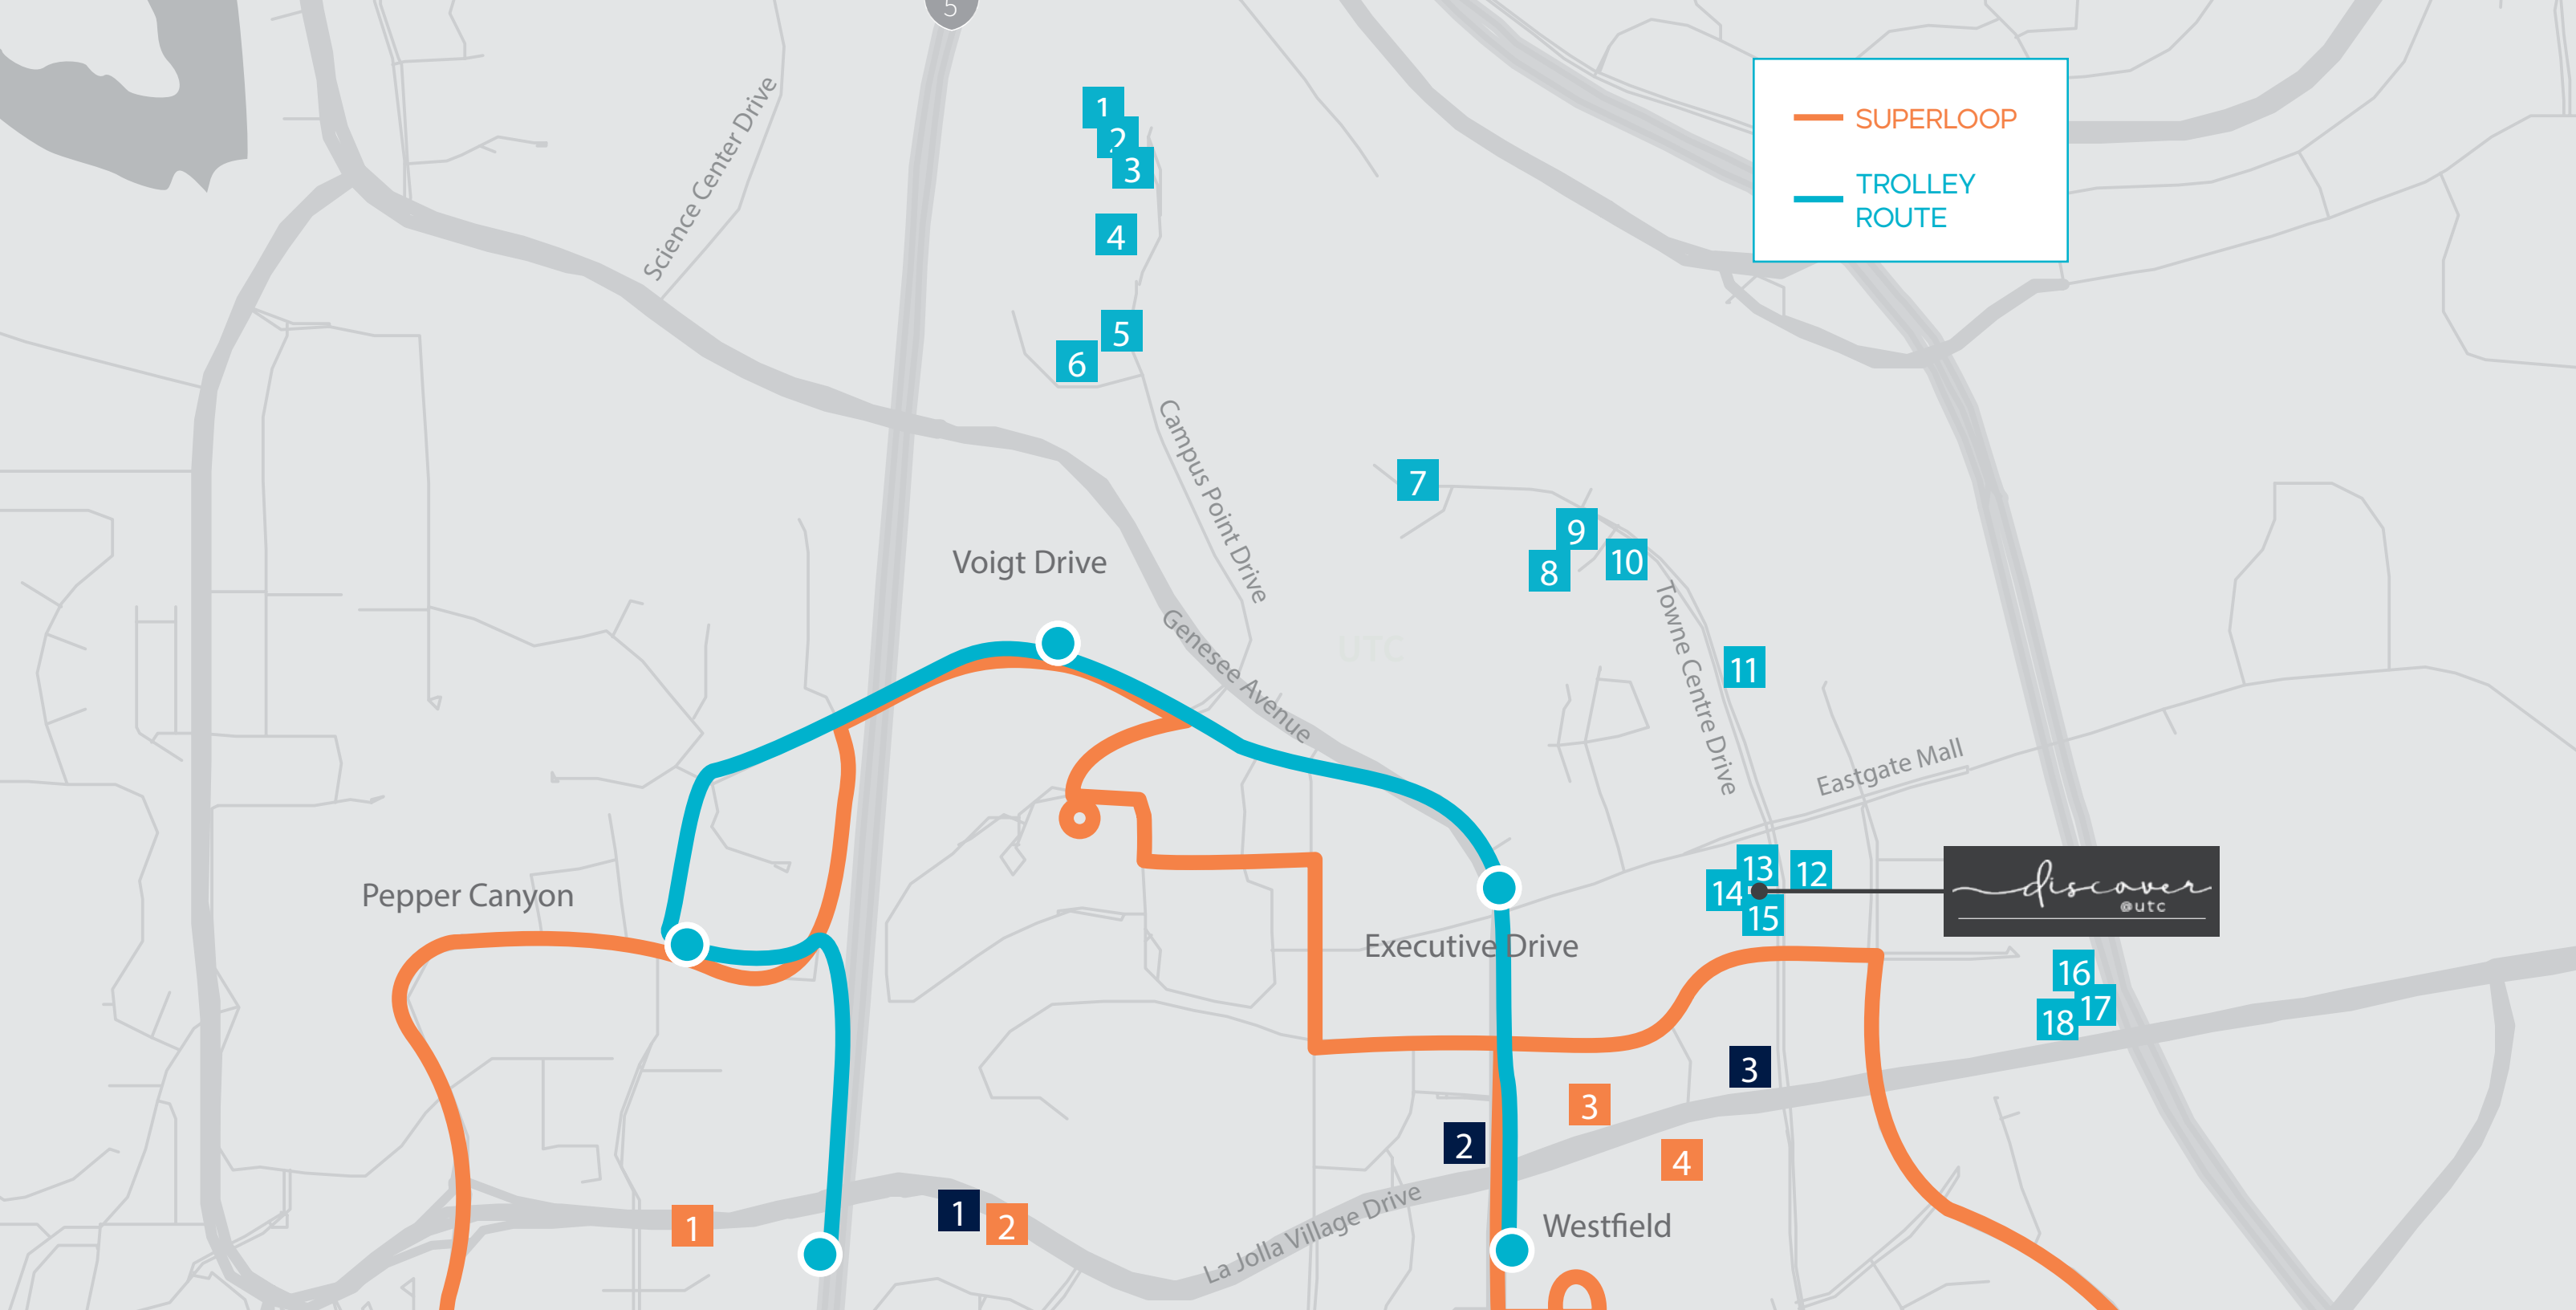 5
1
2
3
SUPERLOOP
TROLLEY
ROUTE
Science Center Drive
4
5
6
Campus Point Drive
7
9
8
10
Voigt Drive
Genesee Avenue
UTC
Towne Centre Drive
11
Eastgate Mall
13
12
14
15
discover
@utc
Pepper Canyon
Executive Drive
16
17
18
3
3
2
4
1
1
2
La Jolla Village Drive
Westfield